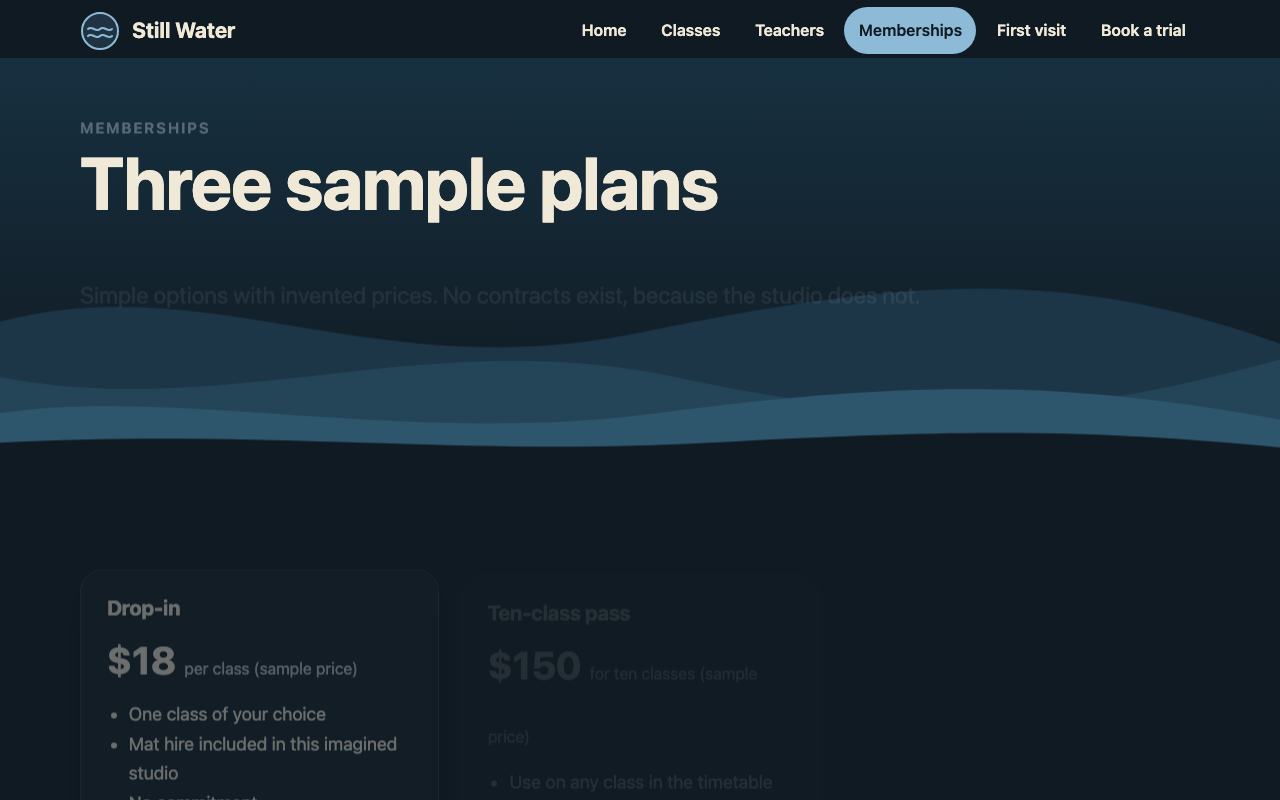 Still Water
Home
Classes
Teachers
Memberships
First visit
Book a trial
MEMBERSHIPS
Three sample plans
Simple options with invented prices. No contracts exist, because the studio does not.
Drop-in
$18 per class (sample price)
• One class of your choice
• Mat hire included in this imagined
studio
No commitment
Ten-class pass
$150 for ten classes (sample
price)
• Use on any class in the timetable